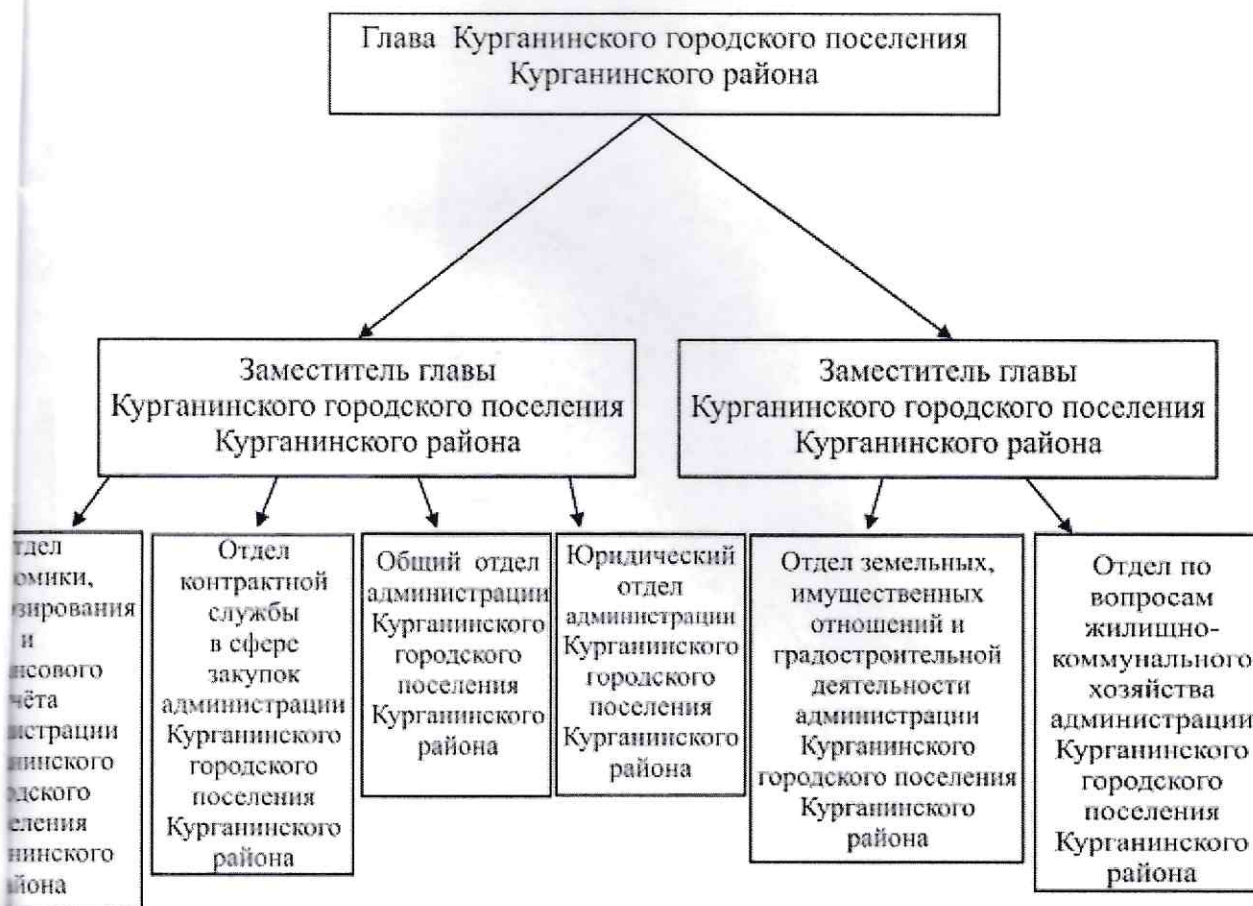 Глава Курганинского городского поселения
Курганинского района
Заместитель главы
Курганинского городского поселения
Курганинского района
Заместитель главы
Курганинского городского поселения
Курганинского района
и
Отдел
контрактной
службы
в сфере
закупок
администрации
Курганинского
городского
поселения
Курганинского
района
Общий отдел
администрации
Курганинского
городского
поселения
Курганинского
района
Юридический
отдел
администрации
Курганинского
городского
поселения
Курганинского
района
Отдел земельных,
имущественных
отношений и
градостроительной
деятельности
администрации
Курганинского
городского поселения
Курганинского
района
Отдел по
вопросам
жилищно-
коммунального
хозяйства
администрации
Курганинского
городского
поселения
Курганинского
района